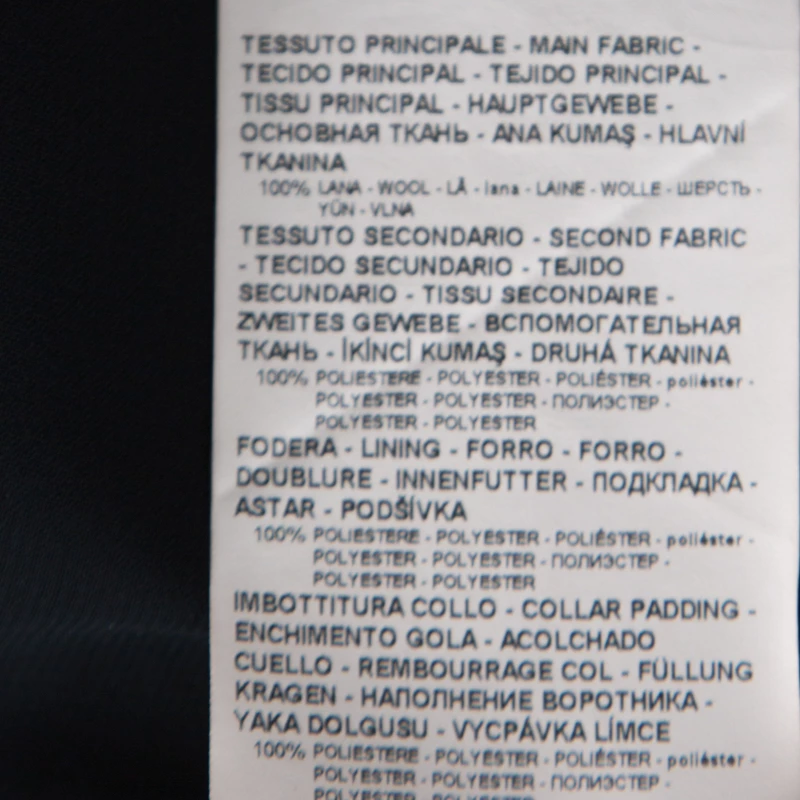 TESSUTO PRINCIPALE - MAIN FABRIC -
TECIDO PRINCIPAL - TEJIDO PRINCIPAL -
TISSU PRINCIPAL - HAUPTGEWEBE -
ОСНОВНАЯ ТКАНЬ - ANA KUMAŞ - HLAVNÍ
TKANINA
100% LANA - WOOL - LÃ - lana - LAINE - WOLLE - ШЕРСТЬ -
YÜN - VLNA
TESSUTO SECONDARIO - SECOND FABRIC
- TECIDO SECUNDARIO - TEJIDO
SECUNDARIO - TISSU SECONDAIRE -
ZWEITES GEWEBE - ВСПОМОГАТЕЛЬНАЯ
ТКАНЬ - İKİNCİ KUMAŞ - DRUHÁ TKANINA
100% POLIESTERE - POLYESTER - POLIÉSTER - poliéster -
POLYESTER - POLYESTER - ПОЛИЭСТЕР -
POLYESTER - POLYESTER
FODERA - LINING - FORRO - FORRO -
DOUBLURE - INNENFUTTER - ПОДКЛАДКА -
ASTAR - PODŠÍVKA
100% POLIESTERE - POLYESTER - POLIÉSTER - poliéster -
POLYESTER - POLYESTER - ПОЛИЭСТЕР -
POLYESTER - POLYESTER
IMBOTTITURA COLLO - COLLAR PADDING -
ENCHIMENTO GOLA - ACOLCHADO
CUELLO - REMBOURRAGE COL - FÜLLUNG
KRAGEN - НАПОЛНЕНИЕ ВОРОТНИКА -
YAKA DOLGUSU - VYCPÁVKA LÍMCE
100% POLIESTERE - POLYESTER - POLIÉSTER - poliéster -
POLYESTER - POLYESTER - ПОЛИЭСТЕР -
POLYESTER - POLYESTER